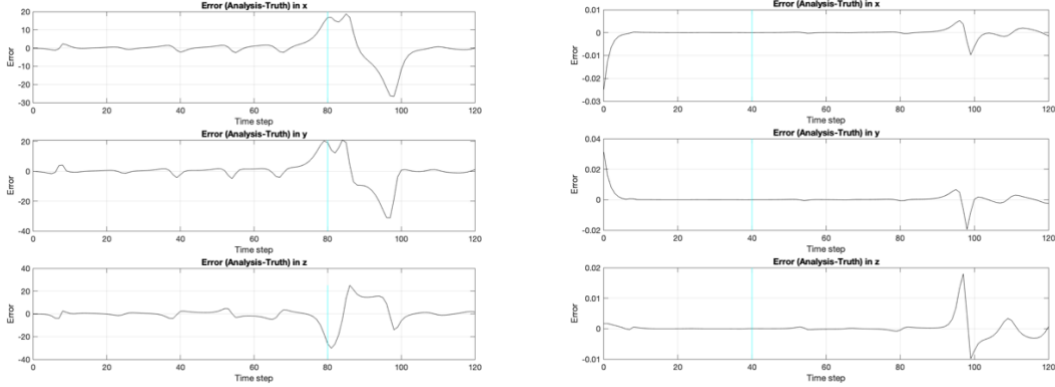 Error (Analysis-Truth) in x
Error
20
10
0
-10
-20
-30
0 20 40 60 80 100 120
Time step
Error (Analysis-Truth) in y
Error
20
0
-20
-40
0 20 40 60 80 100 120
Time step
Error (Analysis-Truth) in z
Error
40
20
0
-20
-40
0 20 40 60 80 100 120
Time step
Error (Analysis-Truth) in x
Error
0.01
0
-0.01
-0.02
-0.03
0 20 40 60 80 100 120
Time step
Error (Analysis-Truth) in y
Error
0.04
0.02
0
-0.02
0 20 40 60 80 100 120
Time step
Error (Analysis-Truth) in z
Error
0.02
0.01
0
-0.01
0 20 40 60 80 100 120
Time step